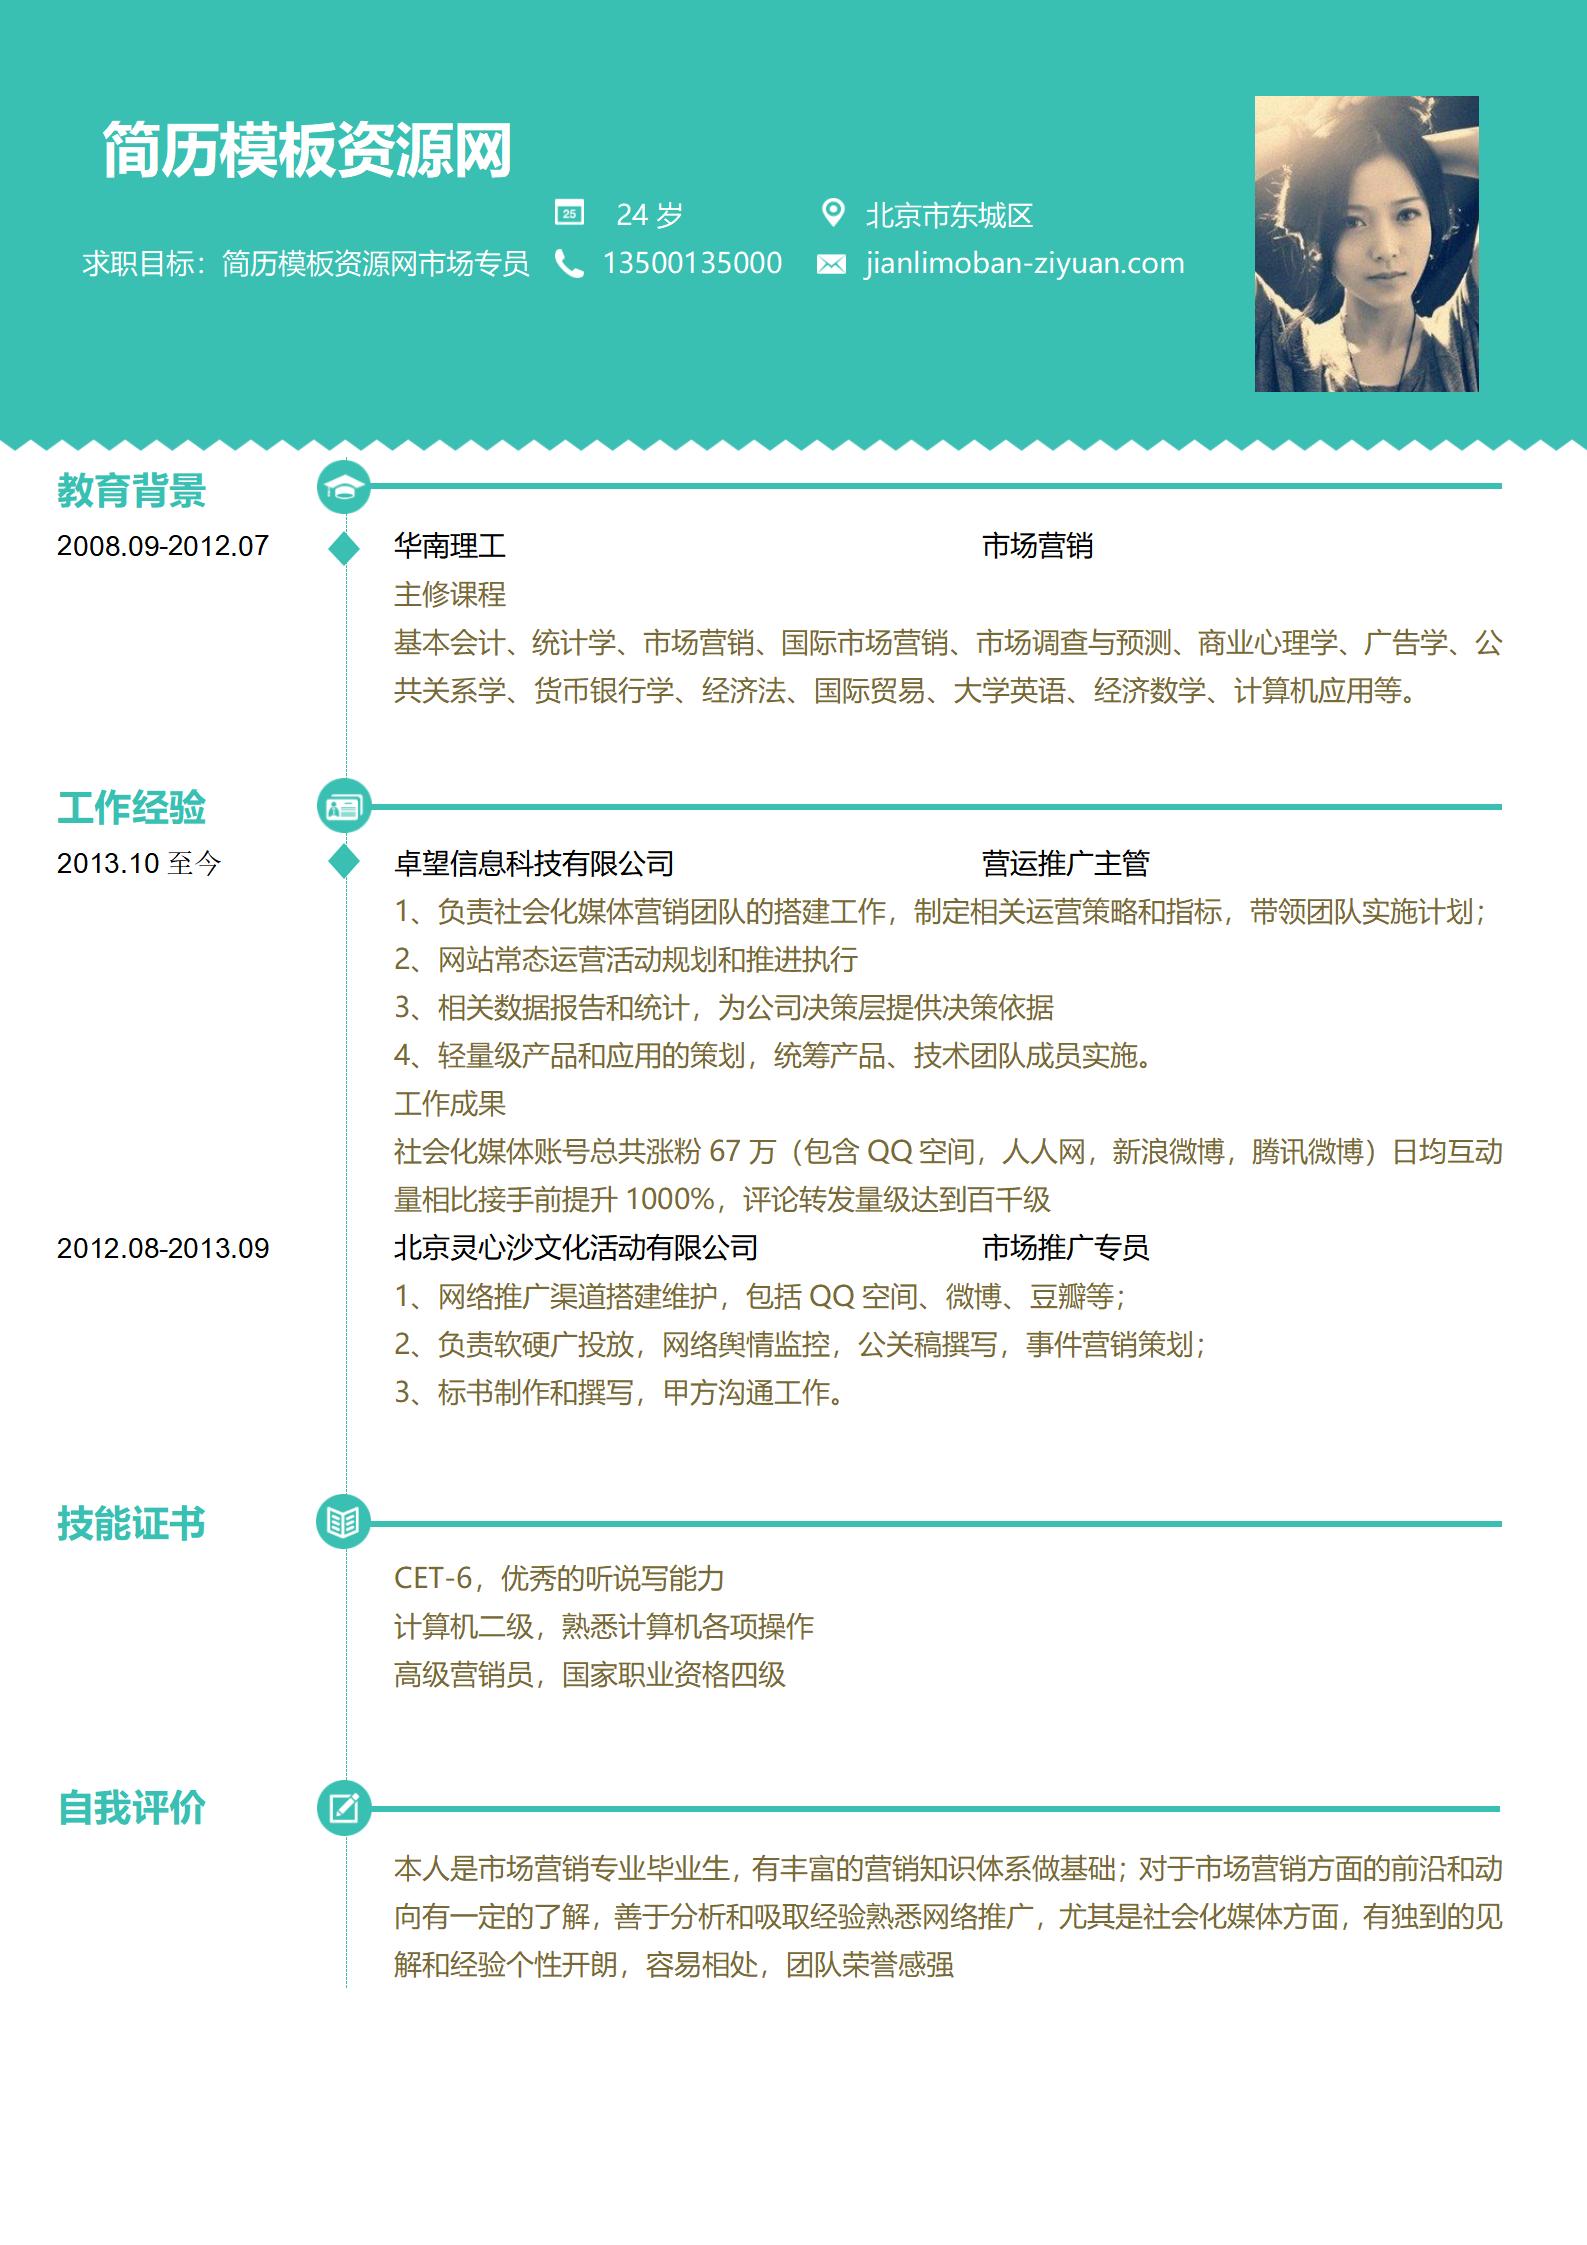 简历模板资源网
24 岁
北京市东城区
求职目标：简历模板资源网市场专员
13500135000
jianlimoban-ziyuan.com
教育背景
2008.09-2012.07 华南理工 市场营销
主修课程
基本会计、统计学、市场营销、国际市场营销、市场调查与预测、商业心理学、广告学、公
共关系学、货币银行学、经济法、国际贸易、大学英语、经济数学、计算机应用等。
工作经验
2013.10 至今 卓望信息科技有限公司 营运推广主管
1、负责社会化媒体营销团队的搭建工作，制定相关运营策略和指标，带领团队实施计划；
2、网站常态运营活动规划和推进执行
3、相关数据报告和统计，为公司决策层提供决策依据
4、轻量级产品和应用的策划，统筹产品、技术团队成员实施。
工作成果
社会化媒体账号总共涨粉 67 万（包含 QQ 空间，人人网，新浪微博，腾讯微博）日均互动
量相比接手前提升 1000%，评论转发量级达到百千级
2012.08-2013.09 北京灵心沙文化活动有限公司 市场推广专员
1、网络推广渠道搭建维护，包括 QQ 空间、微博、豆瓣等；
2、负责软硬广投放，网络舆情监控，公关稿撰写，事件营销策划；
3、标书制作和撰写，甲方沟通工作。
技能证书
CET-6，优秀的听说写能力
计算机二级，熟悉计算机各项操作
高级营销员，国家职业资格四级
自我评价
本人是市场营销专业毕业生，有丰富的营销知识体系做基础；对于市场营销方面的前沿和动
向有一定的了解，善于分析和吸取经验熟悉网络推广，尤其是社会化媒体方面，有独到的见
解和经验个性开朗，容易相处，团队荣誉感强